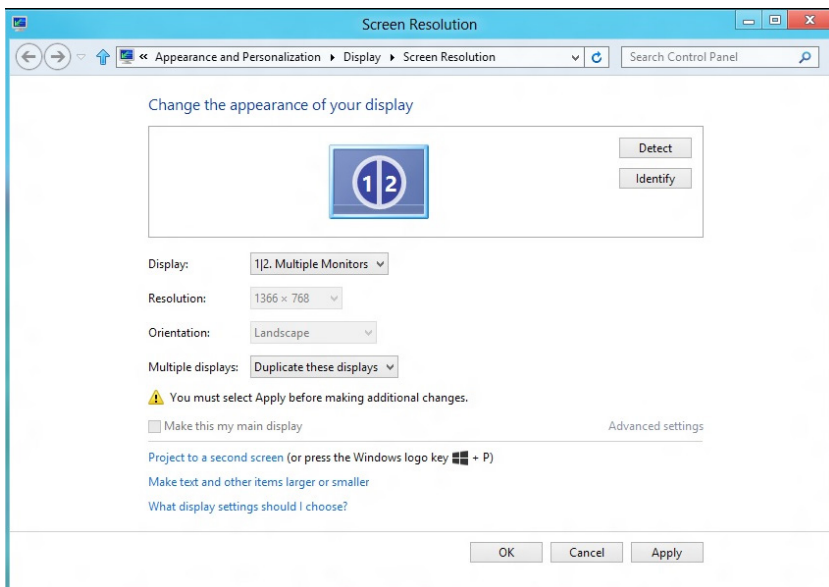 Screen Resolution
« Appearance and Personalization Display Screen Resolution Search Control Panel
Change the appearance of your display
1 2
Detect
Identify
Display: 1|2. Multiple Monitors
Resolution: 1366 × 768
Orientation: Landscape
Multiple displays: Duplicate these displays
You must select Apply before making additional changes.
Make this my main display Advanced settings
Project to a second screen (or press the Windows logo key + P)
Make text and other items larger or smaller
What display settings should I choose?
OK Cancel Apply